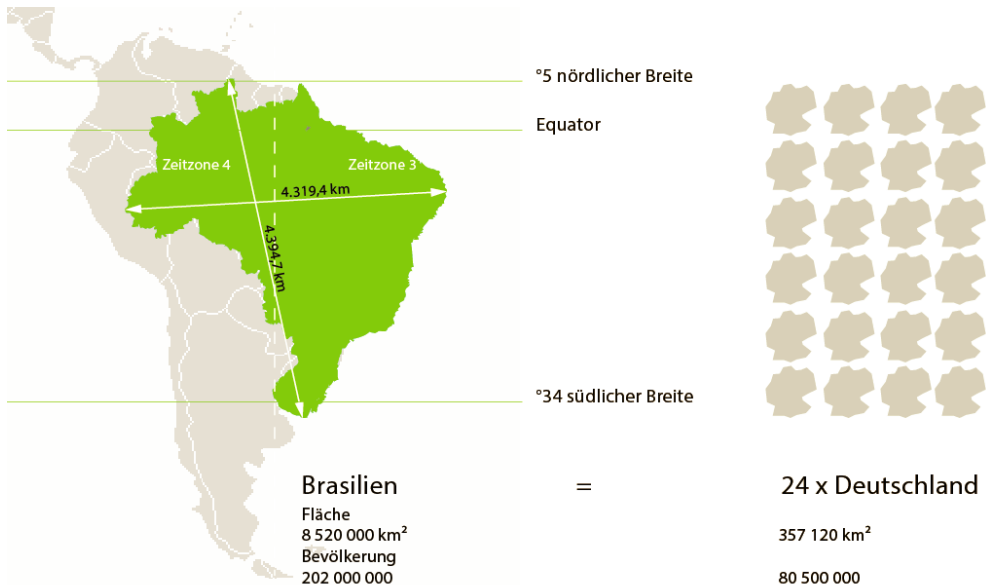 °5 nördlicher Breite
Equator
Zeitzone 4
Zeitzone 3
4.319,4 km
4.394,7 km
°34 südlicher Breite
Brasilien = 24 x Deutschland
Fläche
8 520 000 km² 357 120 km²
Bevölkerung
202 000 000 80 500 000